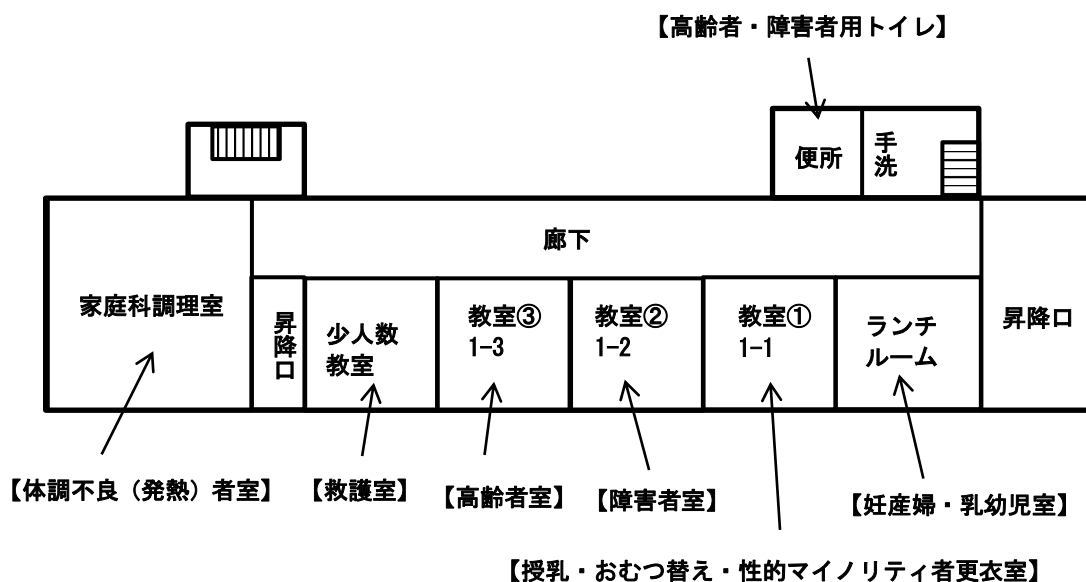 【高齢者・障害者用トイレ】
便所
手洗
廊下
家庭科調理室
昇降口
少人数
教室
教室③
1-3
教室②
1-2
教室①
1-1
ランチ
ルーム
昇降口
【体調不良（発熱）者室】
【救護室】
【高齢者室】
【障害者室】
【妊産婦・乳幼児室】
【授乳・おむつ替え・性的マイノリティ者更衣室】